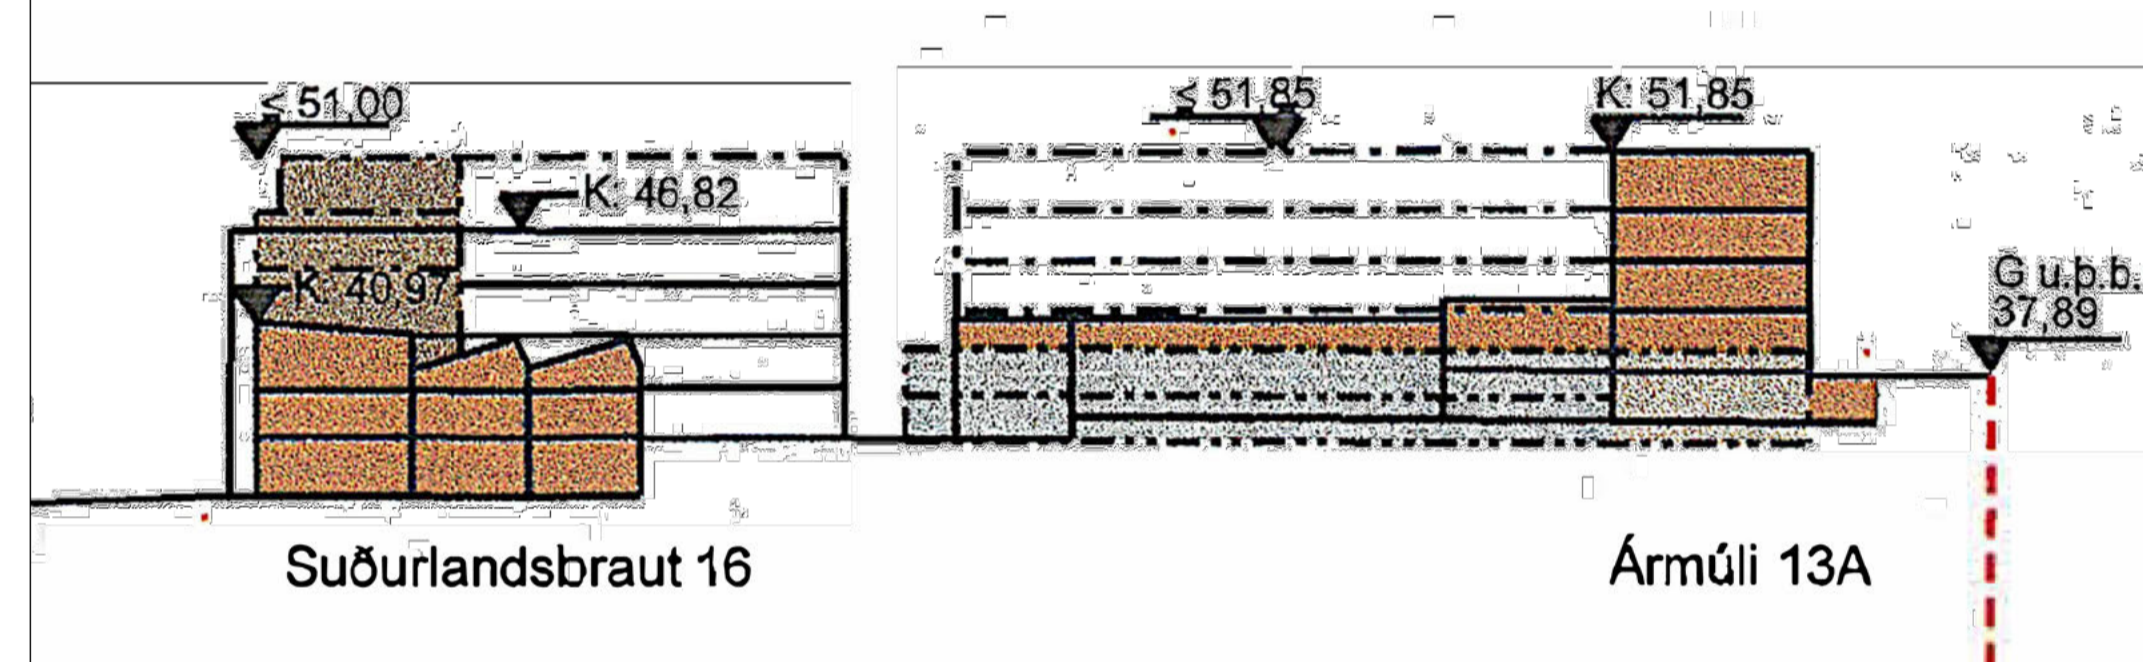 ≤ 51,00
≤ 51,85
K: 51,85
K: 46,82
K: 40,97
G u.þ.b.
37,89
Suðurlandsbraut 16
Ármúli 13A